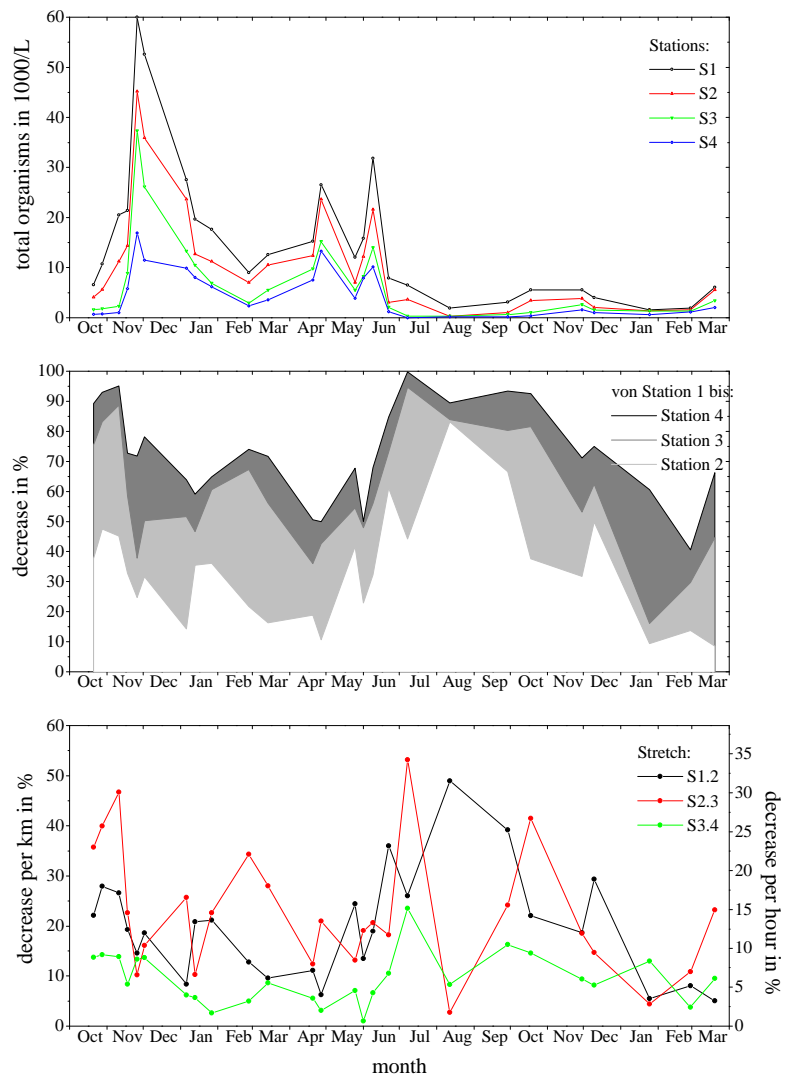 total organisms in 1000/L
60
50
40
30
20
10
0
Stations:
S1
S2
S3
S4
Oct Nov Dec Jan Feb Mar Apr May Jun Jul Aug Sep Oct Nov Dec Jan Feb Mar
decrease in %
100
90
80
70
60
50
40
30
20
10
0
von Station 1 bis:
Station 4
Station 3
Station 2
Oct Nov Dec Jan Feb Mar Apr May Jun Jul Aug Sep Oct Nov Dec Jan Feb Mar
decrease per km in %
60
50
40
30
20
10
0
Stretch:
S1.2
S2.3
S3.4
35
30
25
20
15
10
5
0
decrease per hour in %
Oct Nov Dec Jan Feb Mar Apr May Jun Jul Aug Sep Oct Nov Dec Jan Feb Mar
month